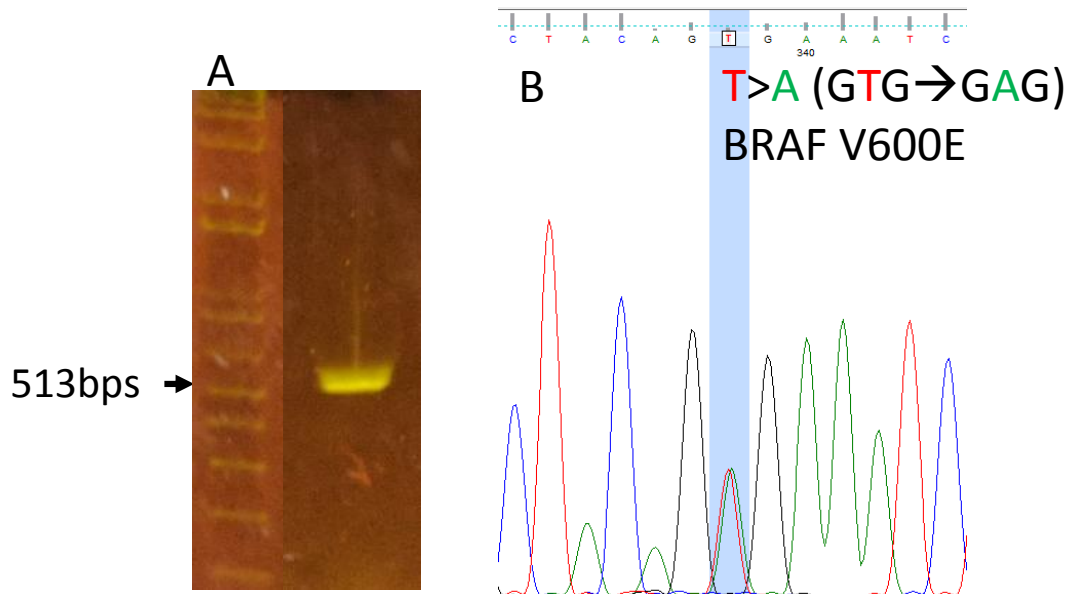 A
513bps
C T A C A G T G A A A T C
340
B
T>A (GTG→GAG)
BRAF V600E